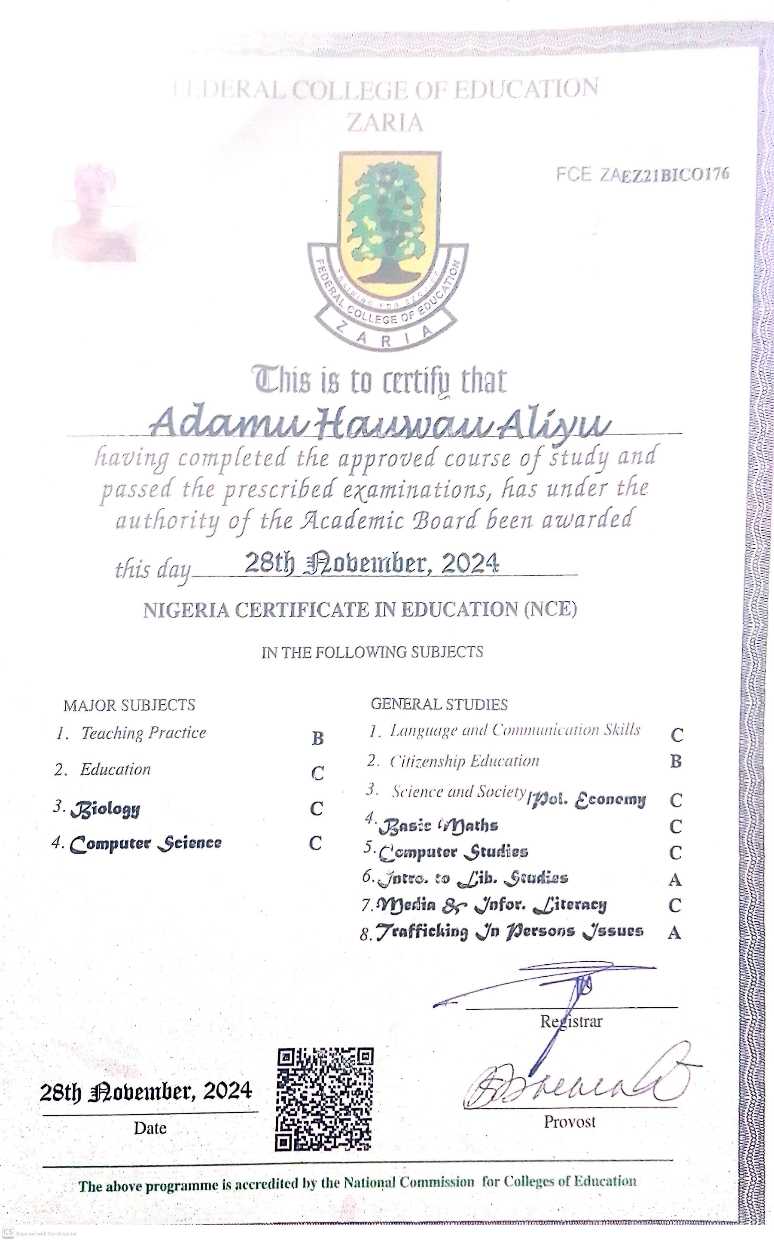 FEDERAL COLLEGE OF EDUCATION
ZARIA
FCE ZAEZ21BICO176
FEDERAL COLLEGE OF EDUCATION
ZARIA
This is to certify that
Adamu Hauwau Aliyu
having completed the approved course of study and
passed the prescribed examinations, has under the
authority of the Academic Board been awarded
this day 28th November, 2024
NIGERIA CERTIFICATE IN EDUCATION (NCE)
IN THE FOLLOWING SUBJECTS
MAJOR SUBJECTS
1. Teaching Practice B
2. Education C
3. Biology C
4. Computer Science C
GENERAL STUDIES
1. Language and Communication Skills C
2. Citizenship Education B
3. Science and Society/Pol. Economy C
4. Basic Maths C
5. Computer Studies C
6. Intro. to Lib. Studies A
7. Media & Infor. Literacy C
8. Trafficking In Persons Issues A
Registrar
28th November, 2024
Date
Provost
The above programme is accredited by the National Commission for Colleges of Education
CS